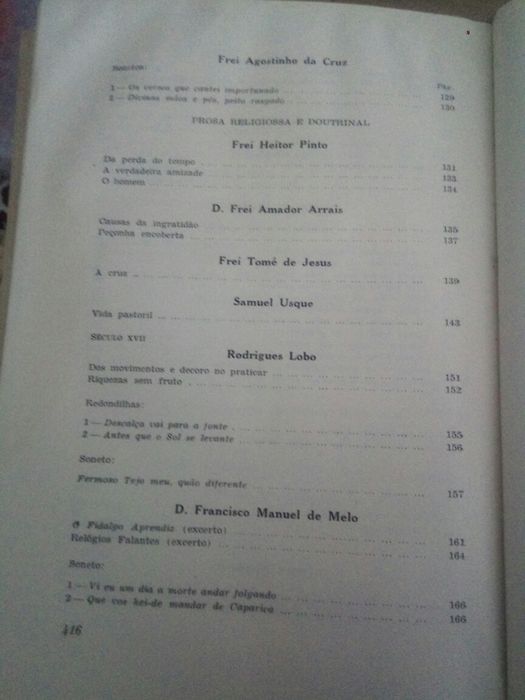 Frei Agostinho da Cruz
Sonetos:
Pág.
1 — Os versos que cantei importunado ... 129
2 — Divinas mãos e pés, peito rasgado ... 130
PROSA RELIGIOSSA E DOUTRINAL
Frei Heitor Pinto
Da perda do tempo ... 131
A verdadeira amizade ... 133
O homem ... 134
D. Frei Amador Arrais
Causas da ingratidão ... 135
Peçonha encoberta ... 137
Frei Tomé de Jesus
A cruz ... 139
Samuel Usque
Vida pastoril ... 143
SÉCULO XVII
Rodrigues Lobo
Dos movimentos e decoro no praticar ... 151
Riquezas sem fruto ... 152
Redondilhas:
1 — Descalça vai para a fonte ... 155
2 — Antes que o Sol se levante ... 156
Soneto:
Fermoso Tejo meu, quão diferente ... 157
D. Francisco Manuel de Melo
O Fidalgo Aprendiz (excerto) ... 161
Relógios Falantes (excerto) ... 164
Soneto:
1 — Vi eu um dia a morte andar folgando ... 166
2 — Que vos hei-de mandar de Caparica ... 166
416